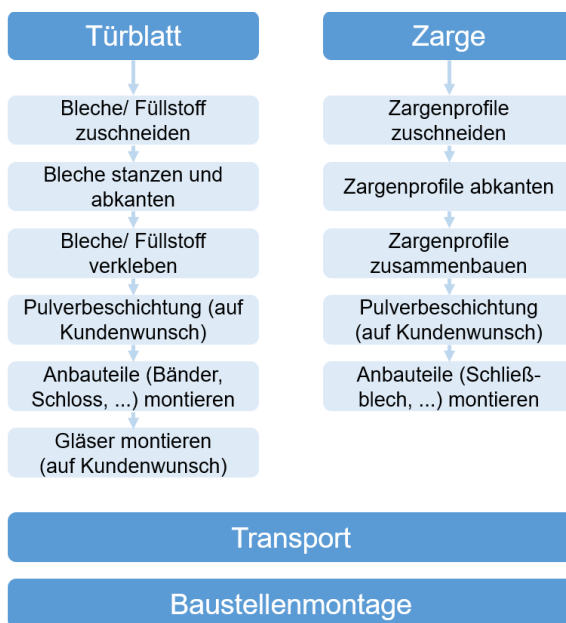 Türblatt
Bleche/ Füllstoff
zuschneiden
Bleche stanzen und
abkanten
Bleche/ Füllstoff
verkleben
Pulverbeschichtung (auf
Kundenwunsch)
Anbauteile (Bänder,
Schloss, ...) montieren
Gläser montieren
(auf Kundenwunsch)
Zarge
Zargenprofile
zuschneiden
Zargenprofile abkanten
Zargenprofile
zusammenbauen
Pulverbeschichtung
(auf Kundenwunsch)
Anbauteile (Schließ-
blech, ...) montieren
Transport
Baustellenmontage